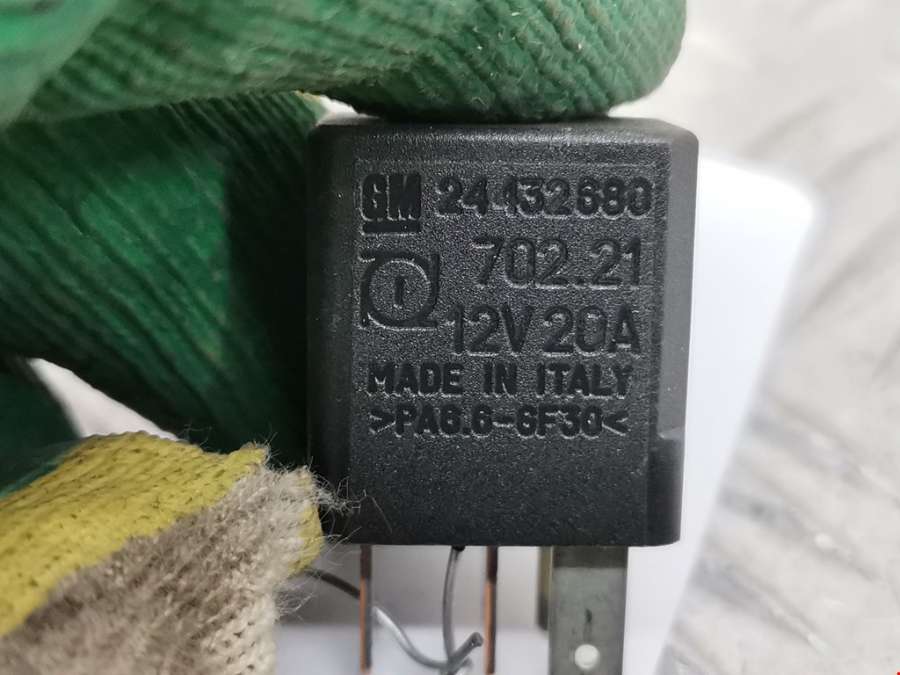 GM 24432680
702.21
12V 20A
MADE IN ITALY
>PA6.6-GF30<